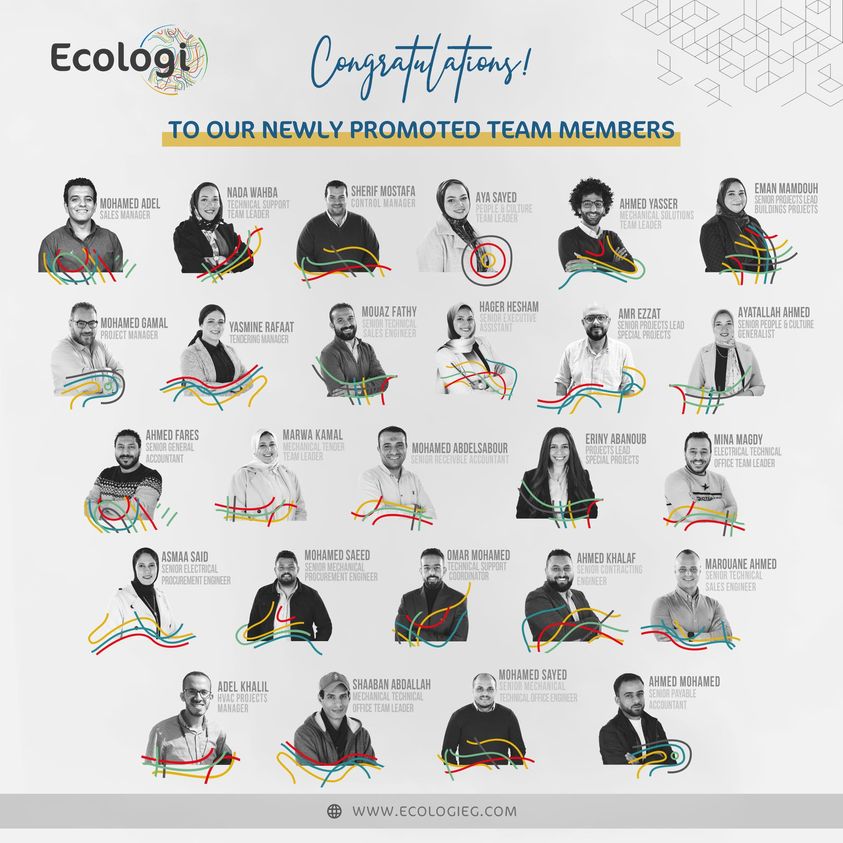 Ecologi
Congratulations!
TO OUR NEWLY PROMOTED TEAM MEMBERS
MOHAMED ADEL
SALES MANAGER
NADA WAHBA
TECHNICAL SUPPORT
TEAM LEADER
SHERIF MOSTAFA
CONTROL MANAGER
AYA SAYED
PEOPLE & CULTURE
TEAM LEADER
AHMED YASSER
MECHANICAL SOLUTIONS
TEAM LEADER
EMAN MAMDOUH
SENIOR PROJECTS LEAD
BUILDINGS PROJECTS
MOHAMED GAMAL
PROJECT MANAGER
YASMINE RAFAAT
TENDERING MANAGER
MOUAZ FATHY
SENIOR TECHNICAL
SALES ENGINEER
HAGER HESHAM
SENIOR EXECUTIVE
ASSISTANT
AMR EZZAT
SENIOR PROJECTS LEAD
SPECIAL PROJECTS
AYATALLAH AHMED
SENIOR PEOPLE & CULTURE
GENERALIST
AHMED FARES
SENIOR GENERAL
ACCOUNTANT
MARWA KAMAL
MECHANICAL TENDER
TEAM LEADER
MOHAMED ABDELSABOUR
SENIOR RECEIVBLE ACCOUNTANT
ERINY ABANOUB
PROJECTS LEAD
SPECIAL PROJECTS
MINA MAGDY
ELECTRICAL TECHNICAL
OFFICE TEAM LEADER
ASMAA SAID
SENIOR ELECTRICAL
PROCUREMENT ENGINEER
MOHAMED SAEED
SENIOR MECHANICAL
PROCUREMENT ENGINEER
OMAR MOHAMED
TECHNICAL SUPPORT
COORDINATOR
AHMED KHALAF
SENIOR CONTRACTING
ENGINEER
MAROUANE AHMED
SENIOR TECHNICAL
SALES ENGINEER
ADEL KHALIL
HVAC PROJECTS
MANAGER
SHAABAN ABDALLAH
MECHANICAL TECHNICAL
OFFICE TEAM LEADER
MOHAMED SAYED
SENIOR MECHANICAL
TECHNICAL OFFICE ENGINEER
AHMED MOHAMED
SENIOR PAYABLE
ACCOUNTANT
WWW.ECOLOGIEG.COM